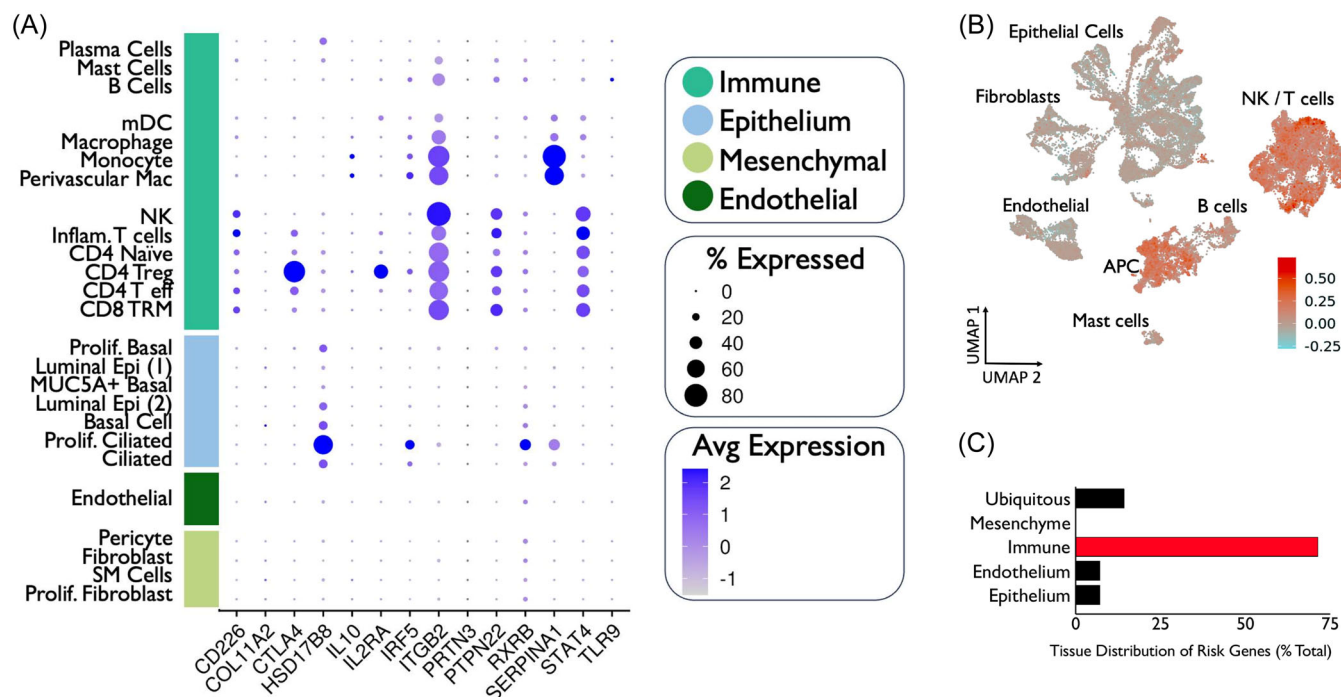 (A)
Plasma Cells
Mast Cells
B Cells
mDC
Macrophage
Monocyte
Perivascular Mac
NK
Inflam. T cells
CD4 Naïve
CD4 Treg
CD4 T eff
CD8 TRM
Prolif. Basal
Luminal Epi (1)
MUC5A+ Basal
Luminal Epi (2)
Basal Cell
Prolif. Ciliated
Ciliated
Endothelial
Pericyte
Fibroblast
SM Cells
Prolif. Fibroblast
CD226
COL11A2
CTLA4
HSD17B8
IL10
IL2RA
IRF5
ITGB2
PRTN3
PTPN22
RXRB
SERPINA1
STAT4
TLR9
Immune
Epithelium
Mesenchymal
Endothelial
% Expressed
0
20
40
60
80
Avg Expression
2
1
0
-1
(B)
Epithelial Cells
Fibroblasts
NK / T cells
Endothelial
B cells
APC
Mast cells
UMAP 1
UMAP 2
0.50
0.25
0.00
-0.25
(C)
Ubiquitous
Mesenchyme
Immune
Endothelium
Epithelium
0 25 50 75
Tissue Distribution of Risk Genes (% Total)